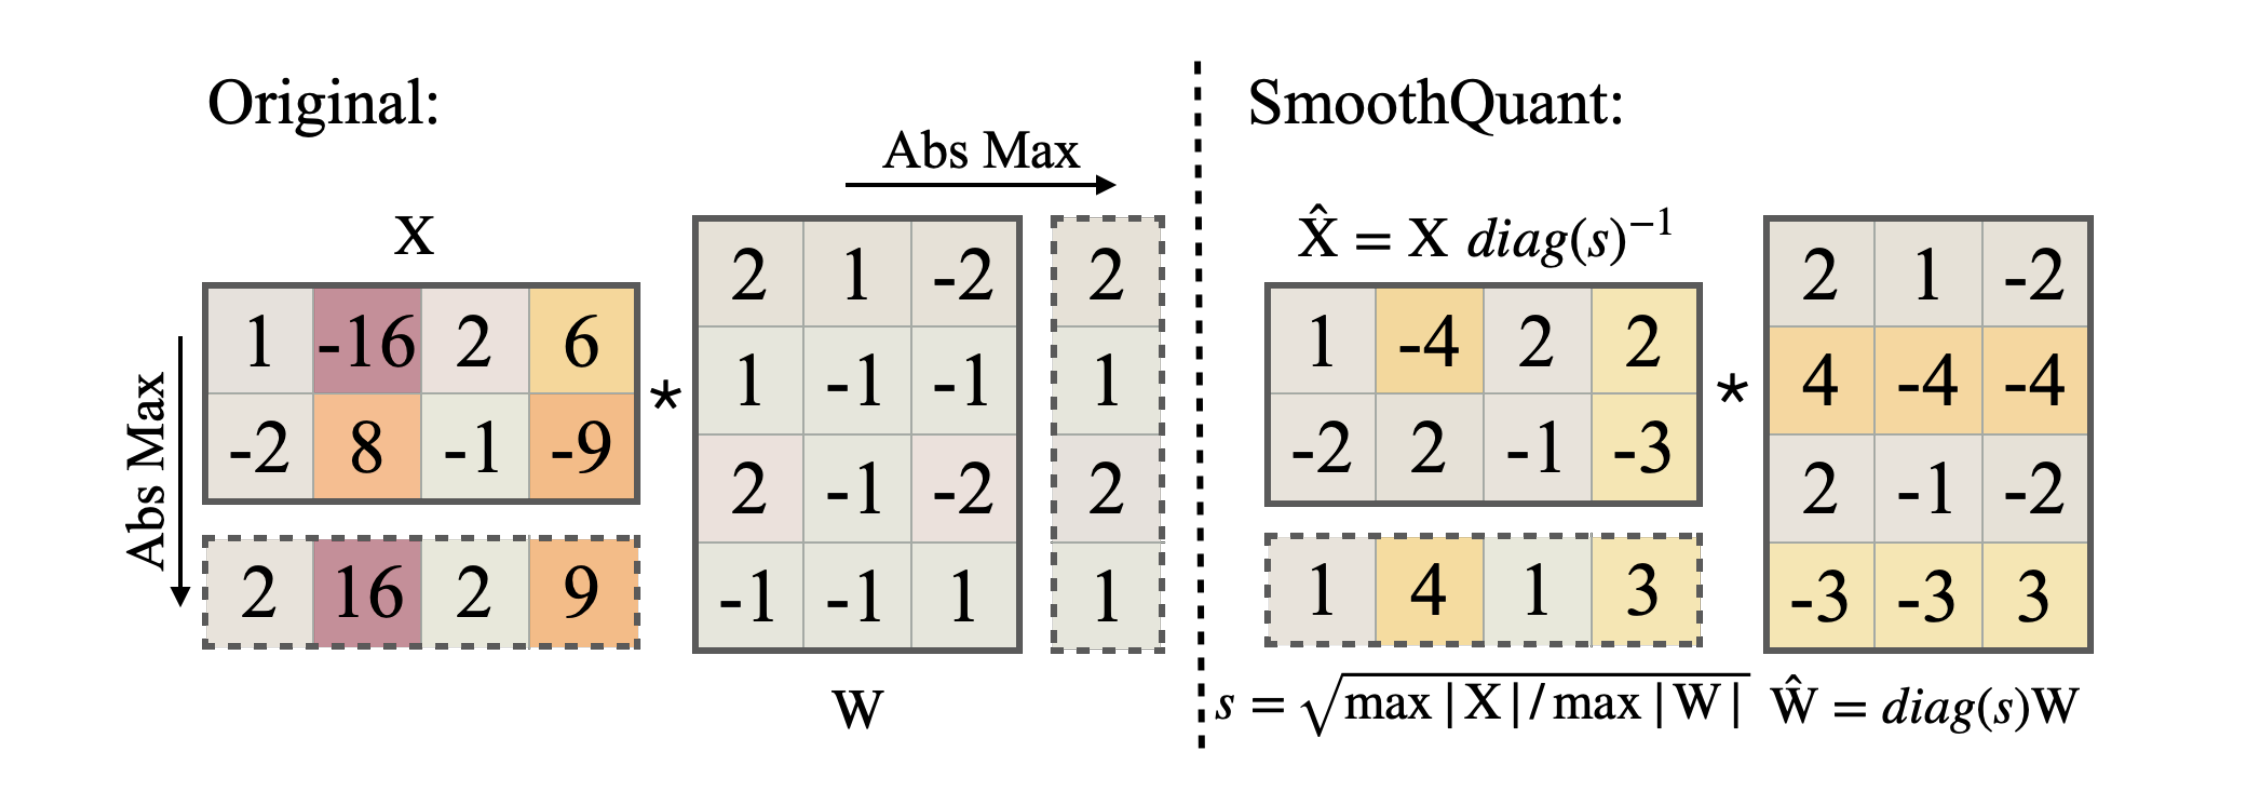 Original:
Abs Max
X
1 -16 2 6
-2 8 -1 -9
Abs Max
2 16 2 9
*
2 1 -2
1 -1 -1
2 -1 -2
-1 -1 1
W
2
1
2
1
SmoothQuant:
X̂ = X diag(s)⁻¹
1 -4 2 2
-2 2 -1 -3
1 4 1 3
s = √max |X| / max |W|
*
2 1 -2
4 -4 -4
2 -1 -2
-3 -3 3
Ŵ = diag(s)W